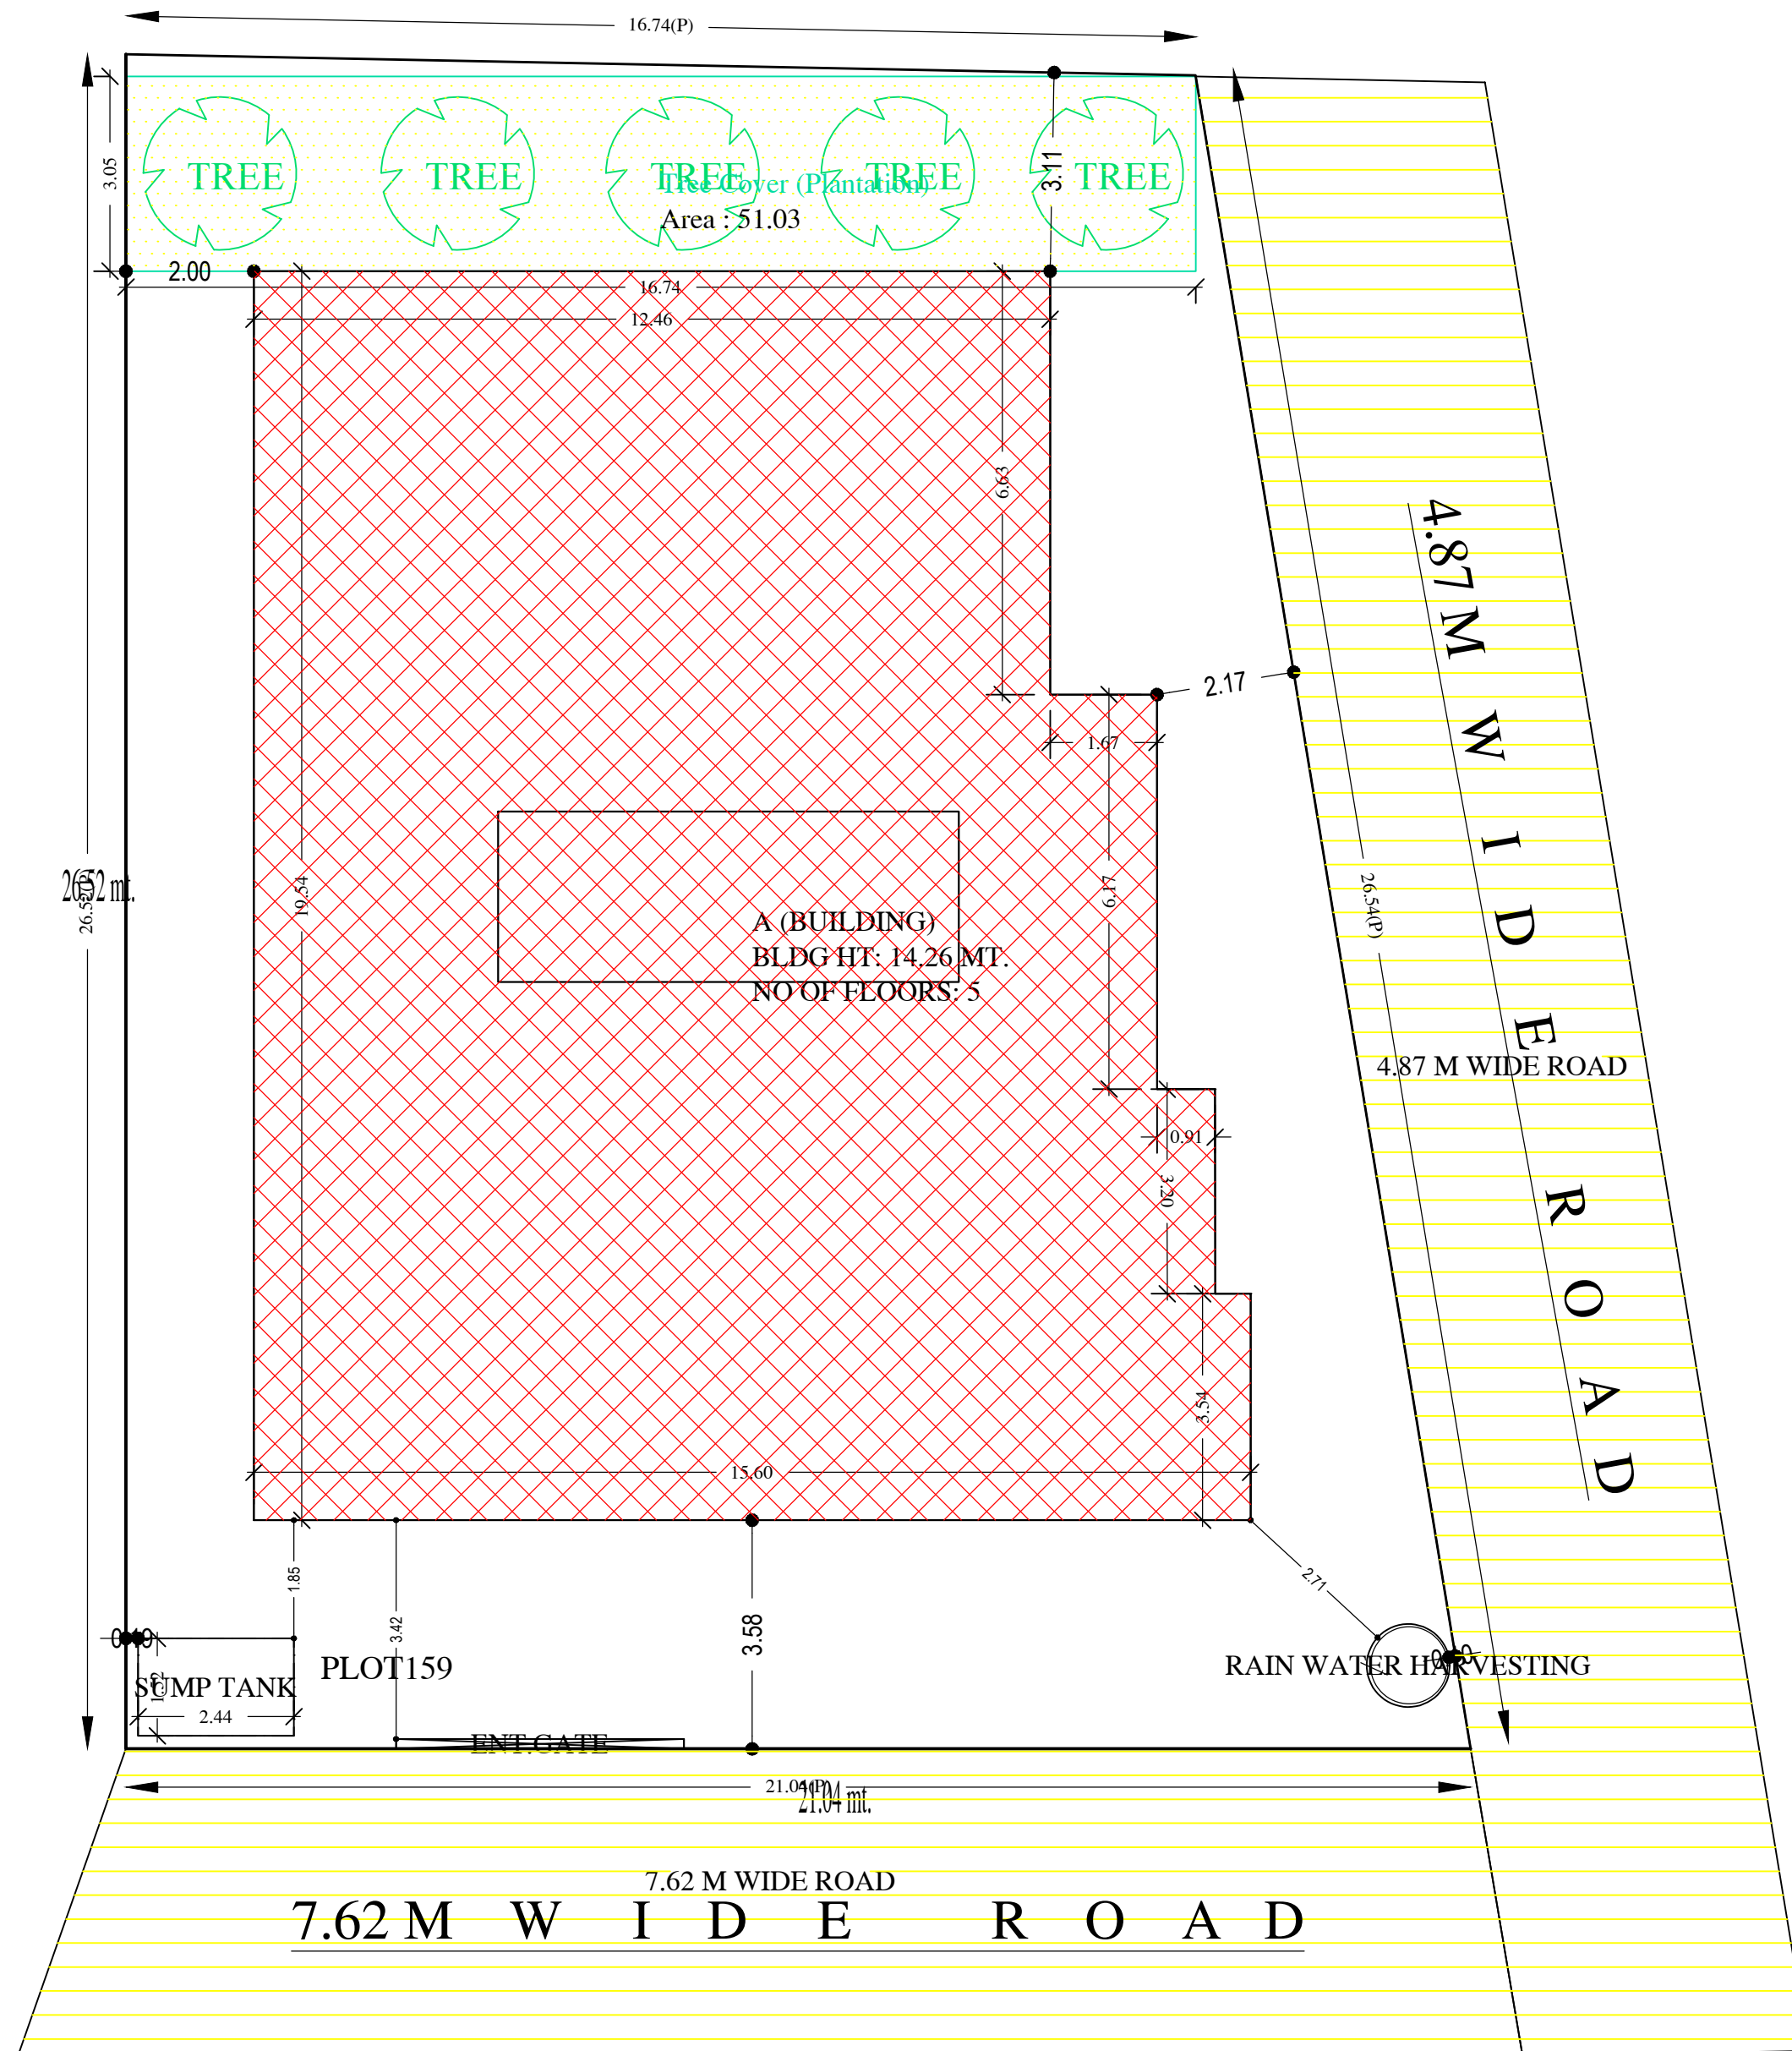 16.74(P)
3.05
TREE
TREE
TREE
TREE
TREE
Tree Cover (Plantation)
Area : 51.03
3.11
2.00
16.74
12.46
6.63
4.87 M WIDE ROAD
2.17
1.67
26.52 mt.
19.54
6.17
26.54(P)
A (BUILDING)
BLDG HT: 14.26 MT.
NO OF FLOORS: 5
4.87 M WIDE ROAD
0.91
3.20
3.54
15.60
1.85
2.71
3.42
3.58
PLOT159
SUMP TANK
2.44
RAIN WATER HARVESTING
ENT.GATE
21.04(P)
21.04 mt.
7.62 M WIDE ROAD
7.62 M WIDE ROAD